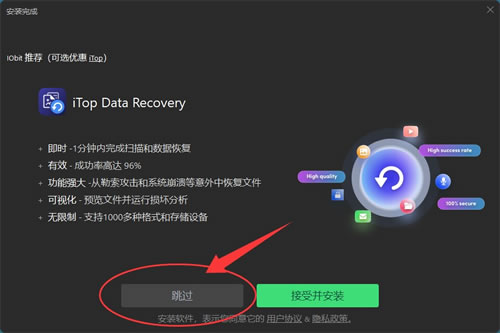 安装完成
IObit 推荐（可选优惠 iTop）
iTop Data Recovery
+ 即时 -1分钟内完成扫描和数据恢复
+ 有效 - 成功率高达 96%
+ 功能强大 -从勒索攻击和系统崩溃等意外中恢复文件
+ 可视化 - 预览文件并运行损坏分析
+ 无限制 - 支持1000多种格式和存储设备
High success rate
High quality
100% secure
跳过
接受并安装
安装软件，表示您同意它的 用户协议 & 隐私政策。